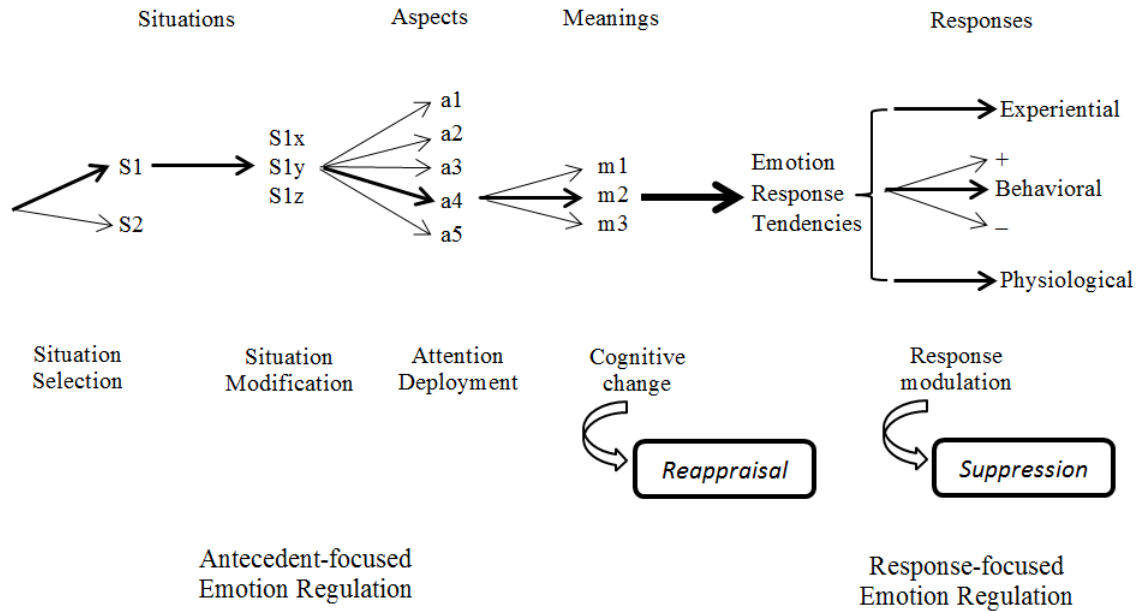 Situations
Aspects
Meanings
Responses
S1
S2
S1x
S1y
S1z
a1
a2
a3
a4
a5
m1
m2
m3
Emotion
Response
Tendencies
Experiential
+
Behavioral
–
Physiological
Situation
Selection
Situation
Modification
Attention
Deployment
Cognitive
change
Response
modulation
Reappraisal
Suppression
Antecedent-focused
Emotion Regulation
Response-focused
Emotion Regulation